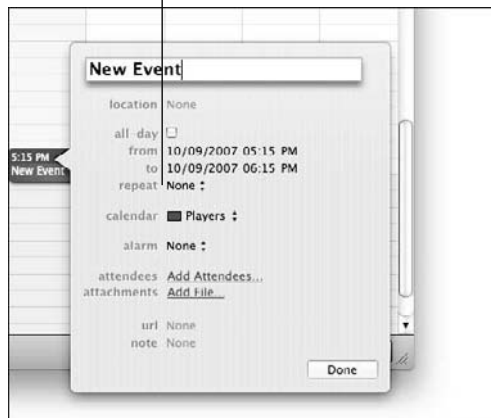 New Event
location None
all-day
from 10/09/2007 05:15 PM
to 10/09/2007 06:15 PM
5:15 PM
New Event
repeat None
calendar Players
alarm None
attendees Add Attendees...
attachments Add File...
url None
note None
Done